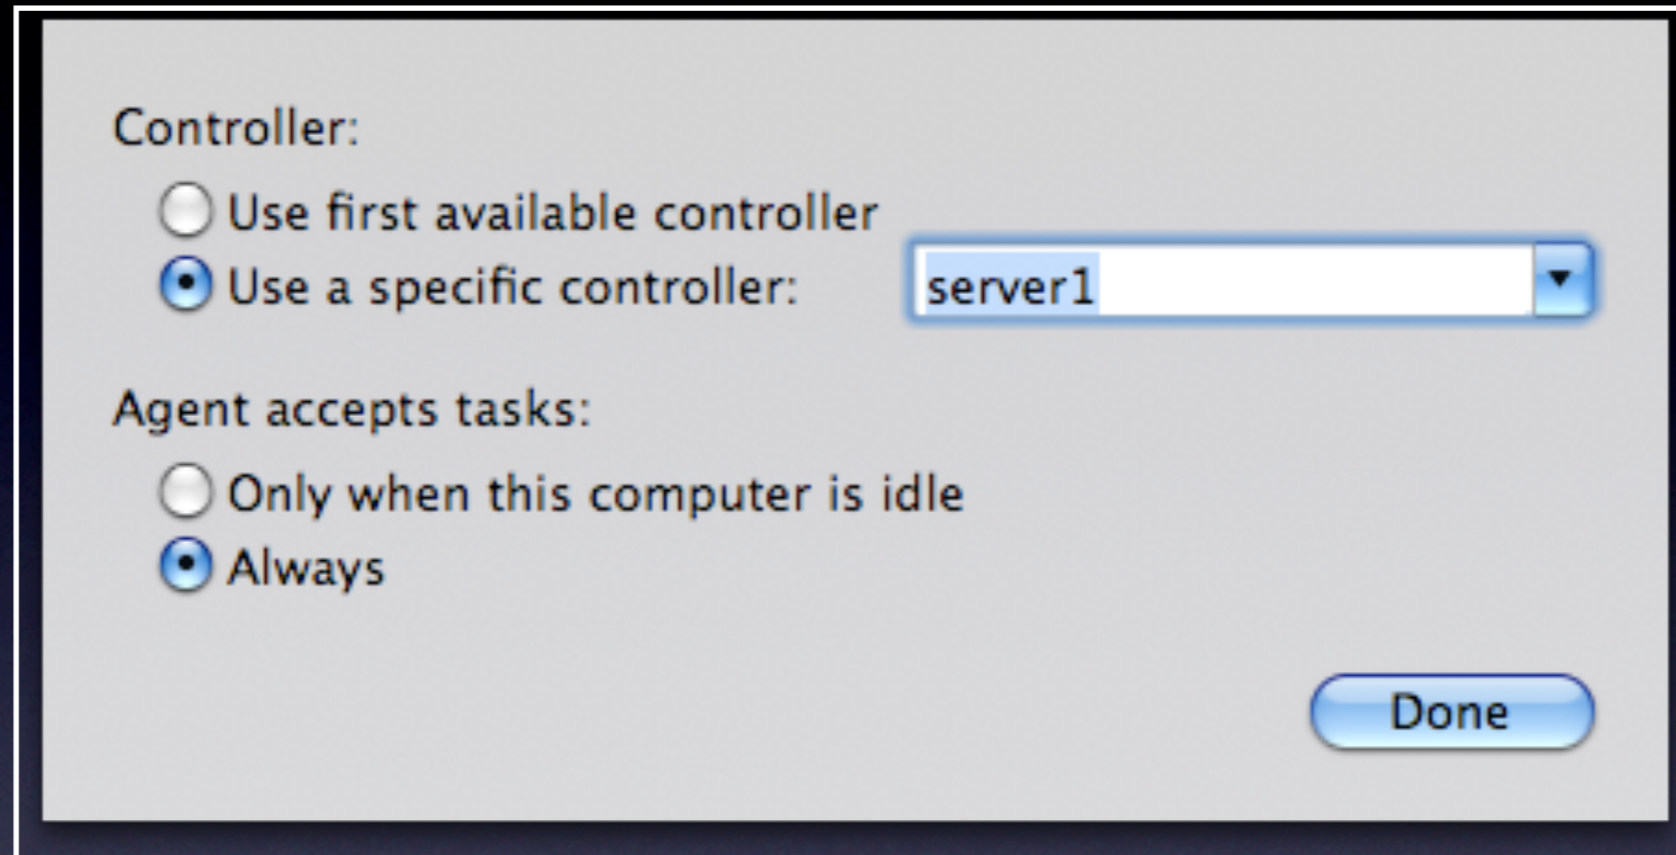 Controller:
Use first available controller
Use a specific controller: server1
Agent accepts tasks:
Only when this computer is idle
Always
Done